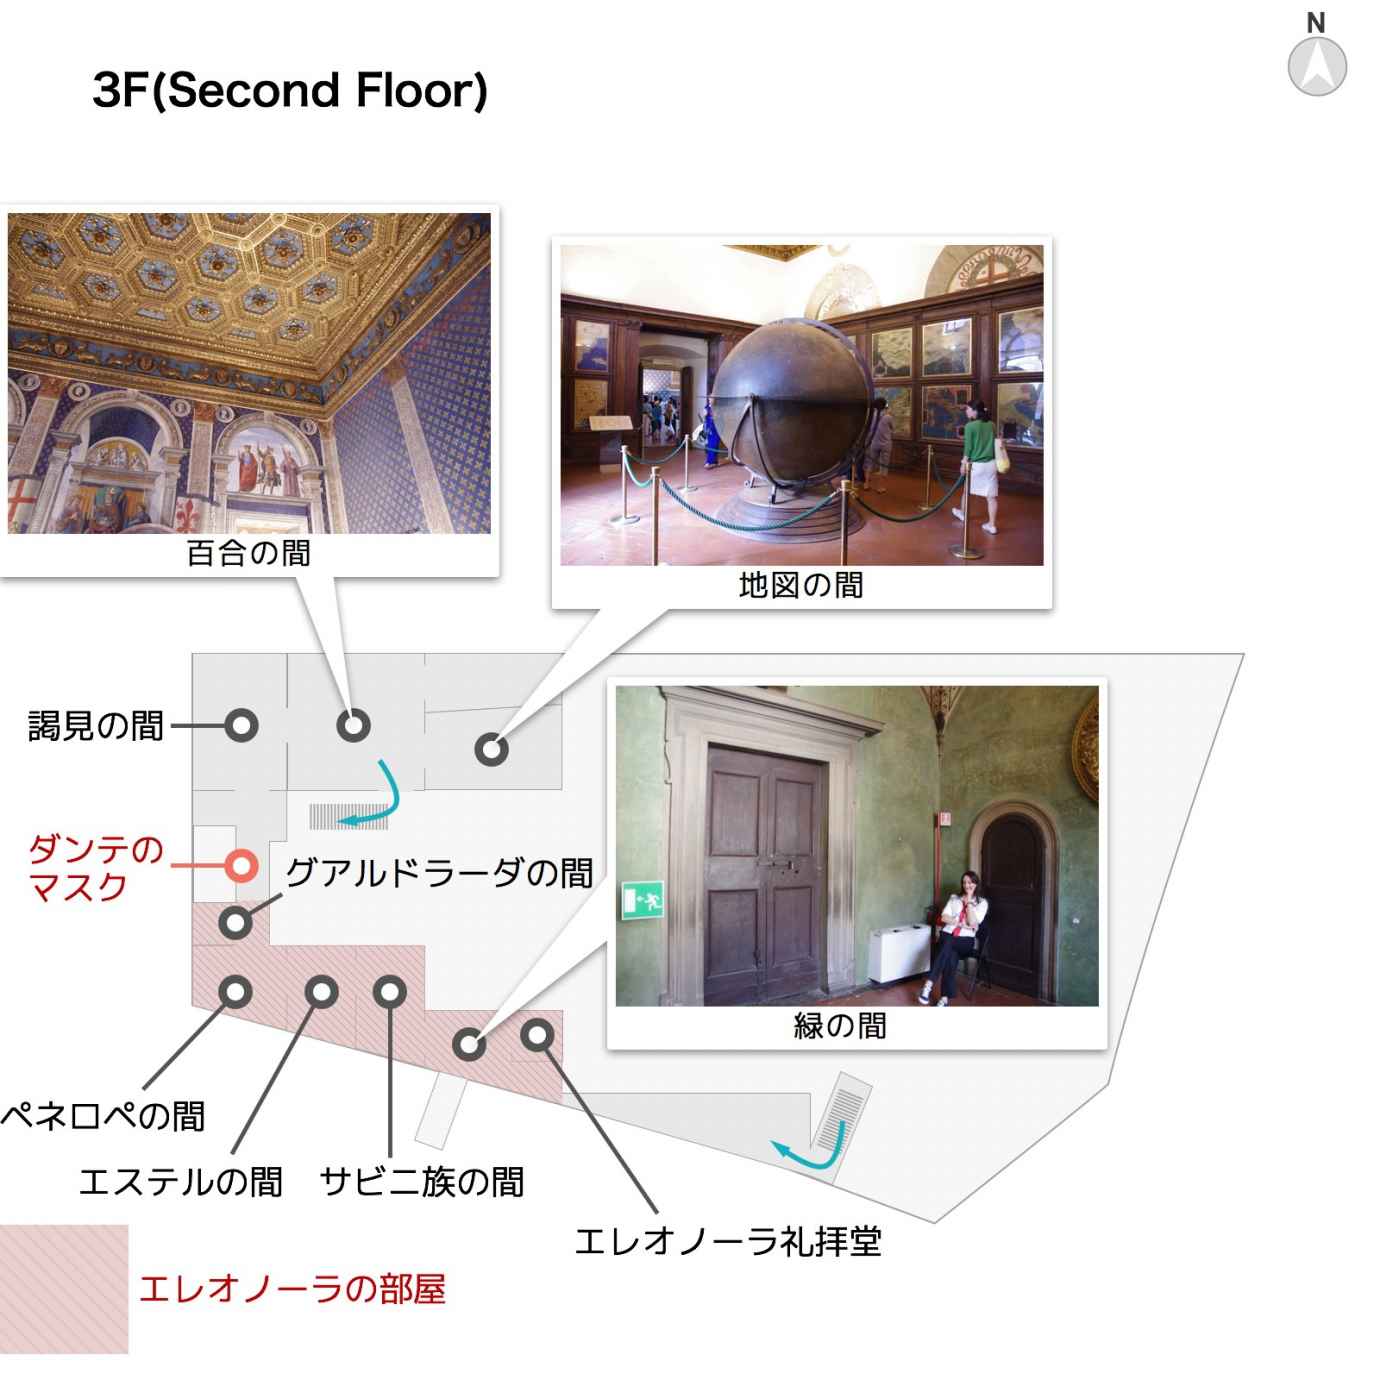 N
3F(Second Floor)
百合の間
地図の間
謁見の間
ダンテの
マスク
グアルドラーダの間
緑の間
ペネロペの間
エステルの間
サビニ族の間
エレオノーラ礼拝堂
エレオノーラの部屋